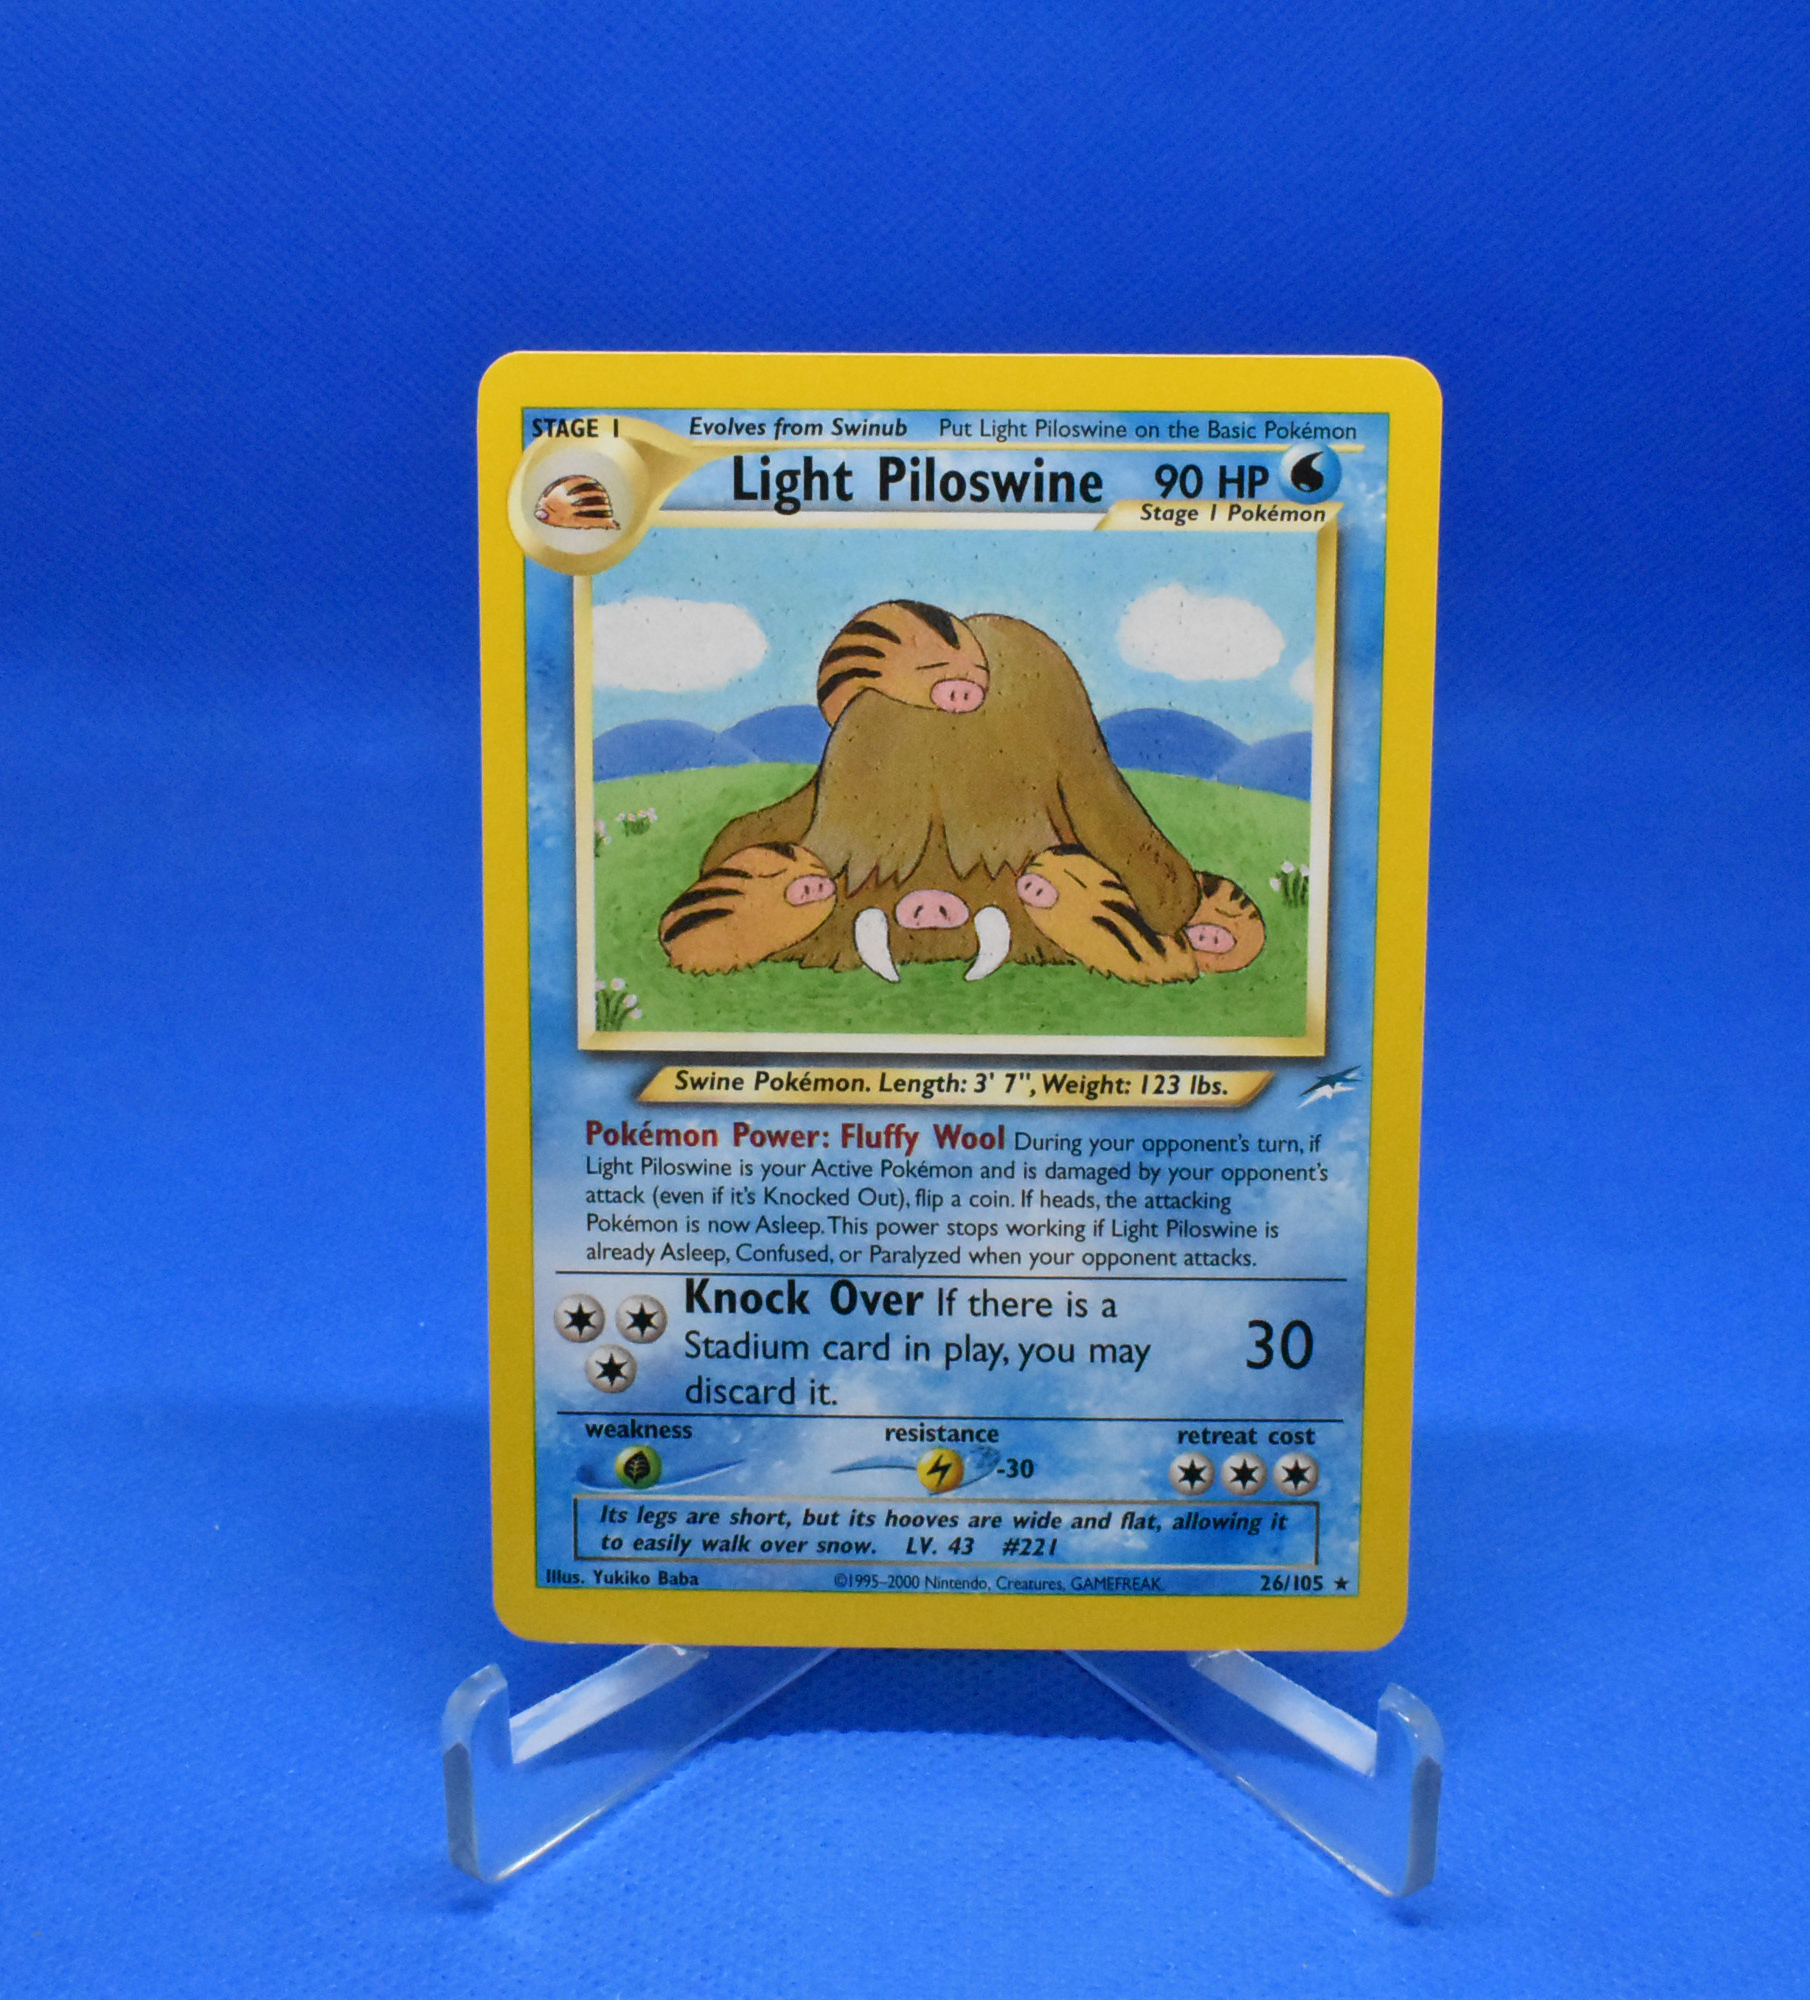 STAGE 1 Evolves from Swinub Put Light Piloswine on the Basic Pokémon
Light Piloswine 90 HP
Stage 1 Pokémon
Swine Pokémon. Length: 3' 7", Weight: 123 lbs.
Pokémon Power: Fluffy Wool During your opponent's turn, if
Light Piloswine is your Active Pokémon and is damaged by your opponent's
attack (even if it's Knocked Out), flip a coin. If heads, the attacking
Pokémon is now Asleep. This power stops working if Light Piloswine is
already Asleep, Confused, or Paralyzed when your opponent attacks.
Knock Over If there is a
Stadium card in play, you may
discard it.
30
weakness resistance retreat cost
-30
Its legs are short, but its hooves are wide and flat, allowing it
to easily walk over snow. LV. 43 #221
Illus. Yukiko Baba ©1995-2000 Nintendo, Creatures, GAMEFREAK. 26/105 ★